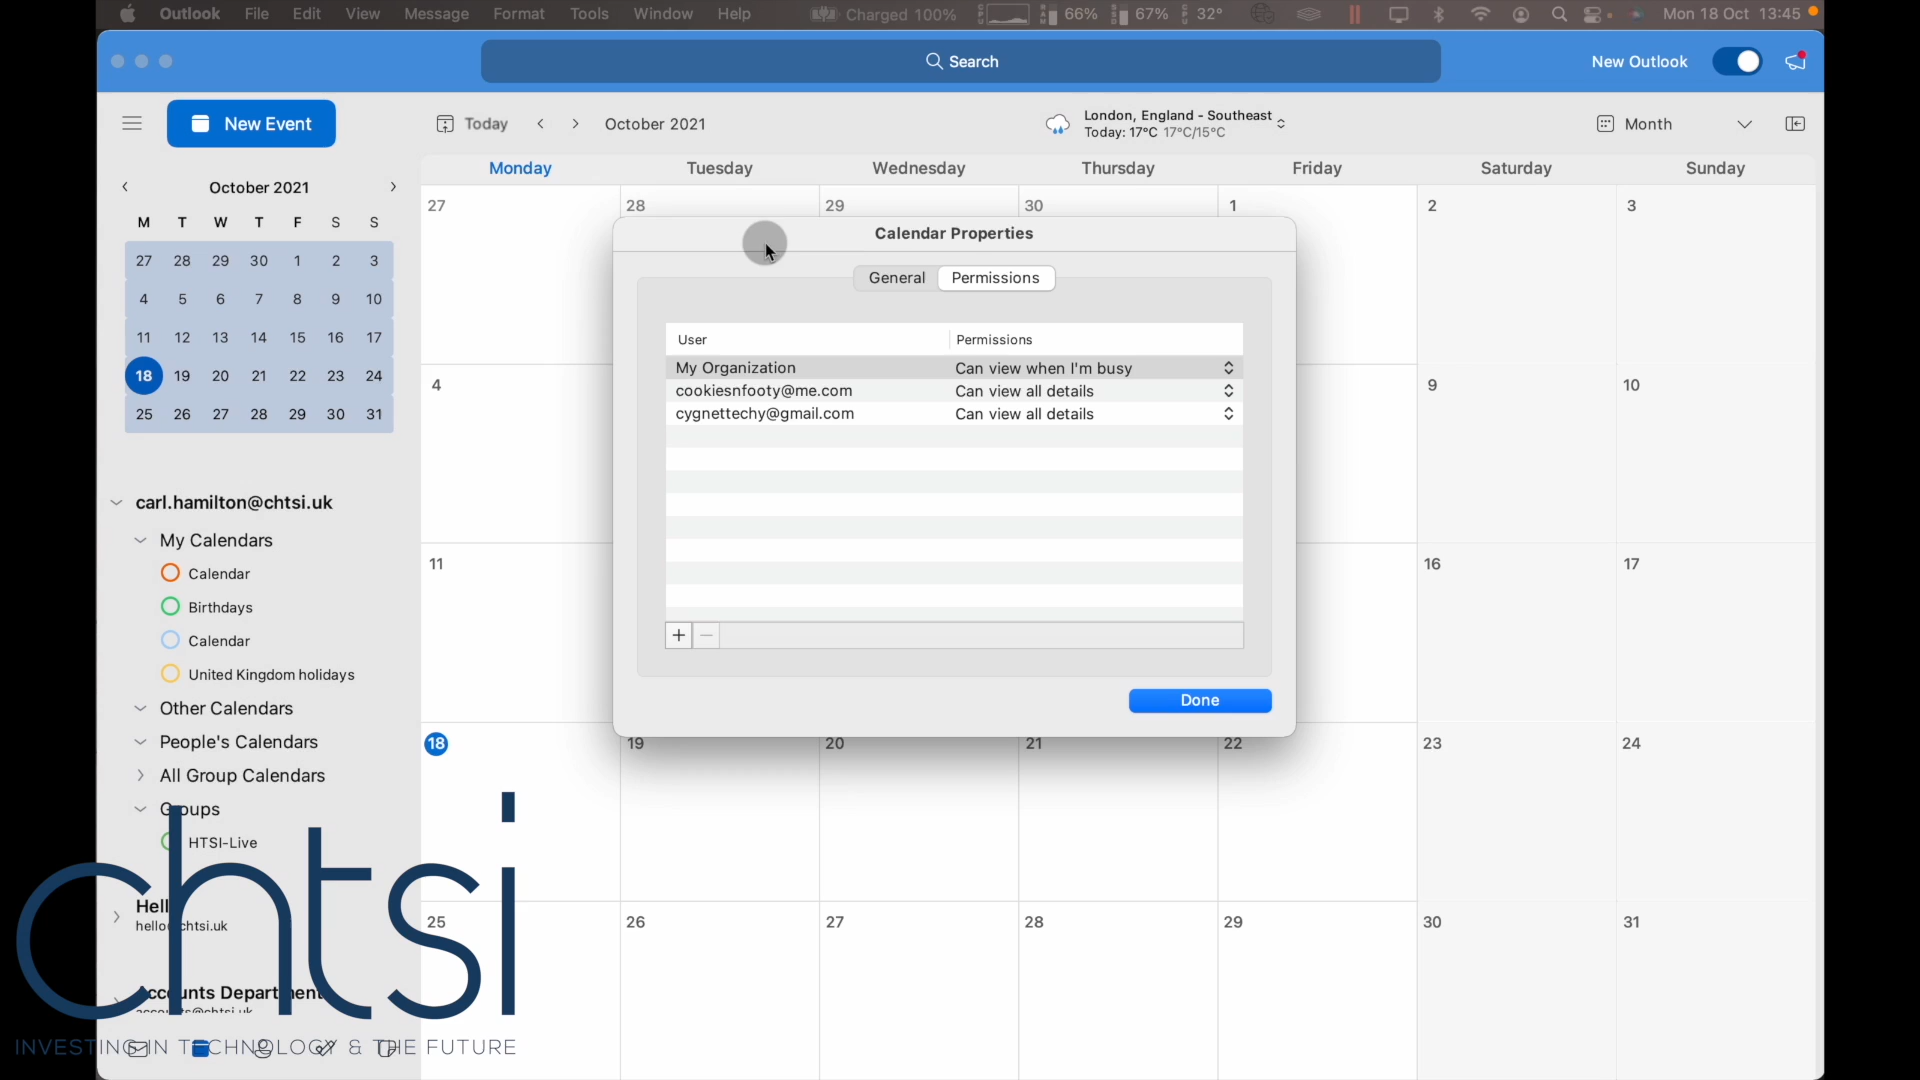 Outlook File Edit View Message Format Tools Window Help Charged 100% 66% 67% 32° Mon 18 Oct 13:45
Search
New Outlook
New Event
Today
October 2021
London, England - Southeast
Today: 17°C 17°C/15°C
Month
October 2021
M T W T F S S
27 28 29 30 1 2 3
4 5 6 7 8 9 10
11 12 13 14 15 16 17
18 19 20 21 22 23 24
25 26 27 28 29 30 31
carl.hamilton@chtsi.uk
My Calendars
Calendar
Birthdays
Calendar
United Kingdom holidays
Other Calendars
People's Calendars
All Group Calendars
Groups
HTSI-Live
Monday Tuesday Wednesday Thursday Friday Saturday Sunday
27 28 29 30 1 2 3
4 9 10
11 16 17
18 19 20 21 22 23 24
25 26 27 28 29 30 31
Calendar Properties
General Permissions
User Permissions
My Organization Can view when I'm busy
cookiesnfooty@me.com Can view all details
cygnettechy@gmail.com Can view all details
Done
chtsi
INVESTING IN TECHNOLOGY & THE FUTURE